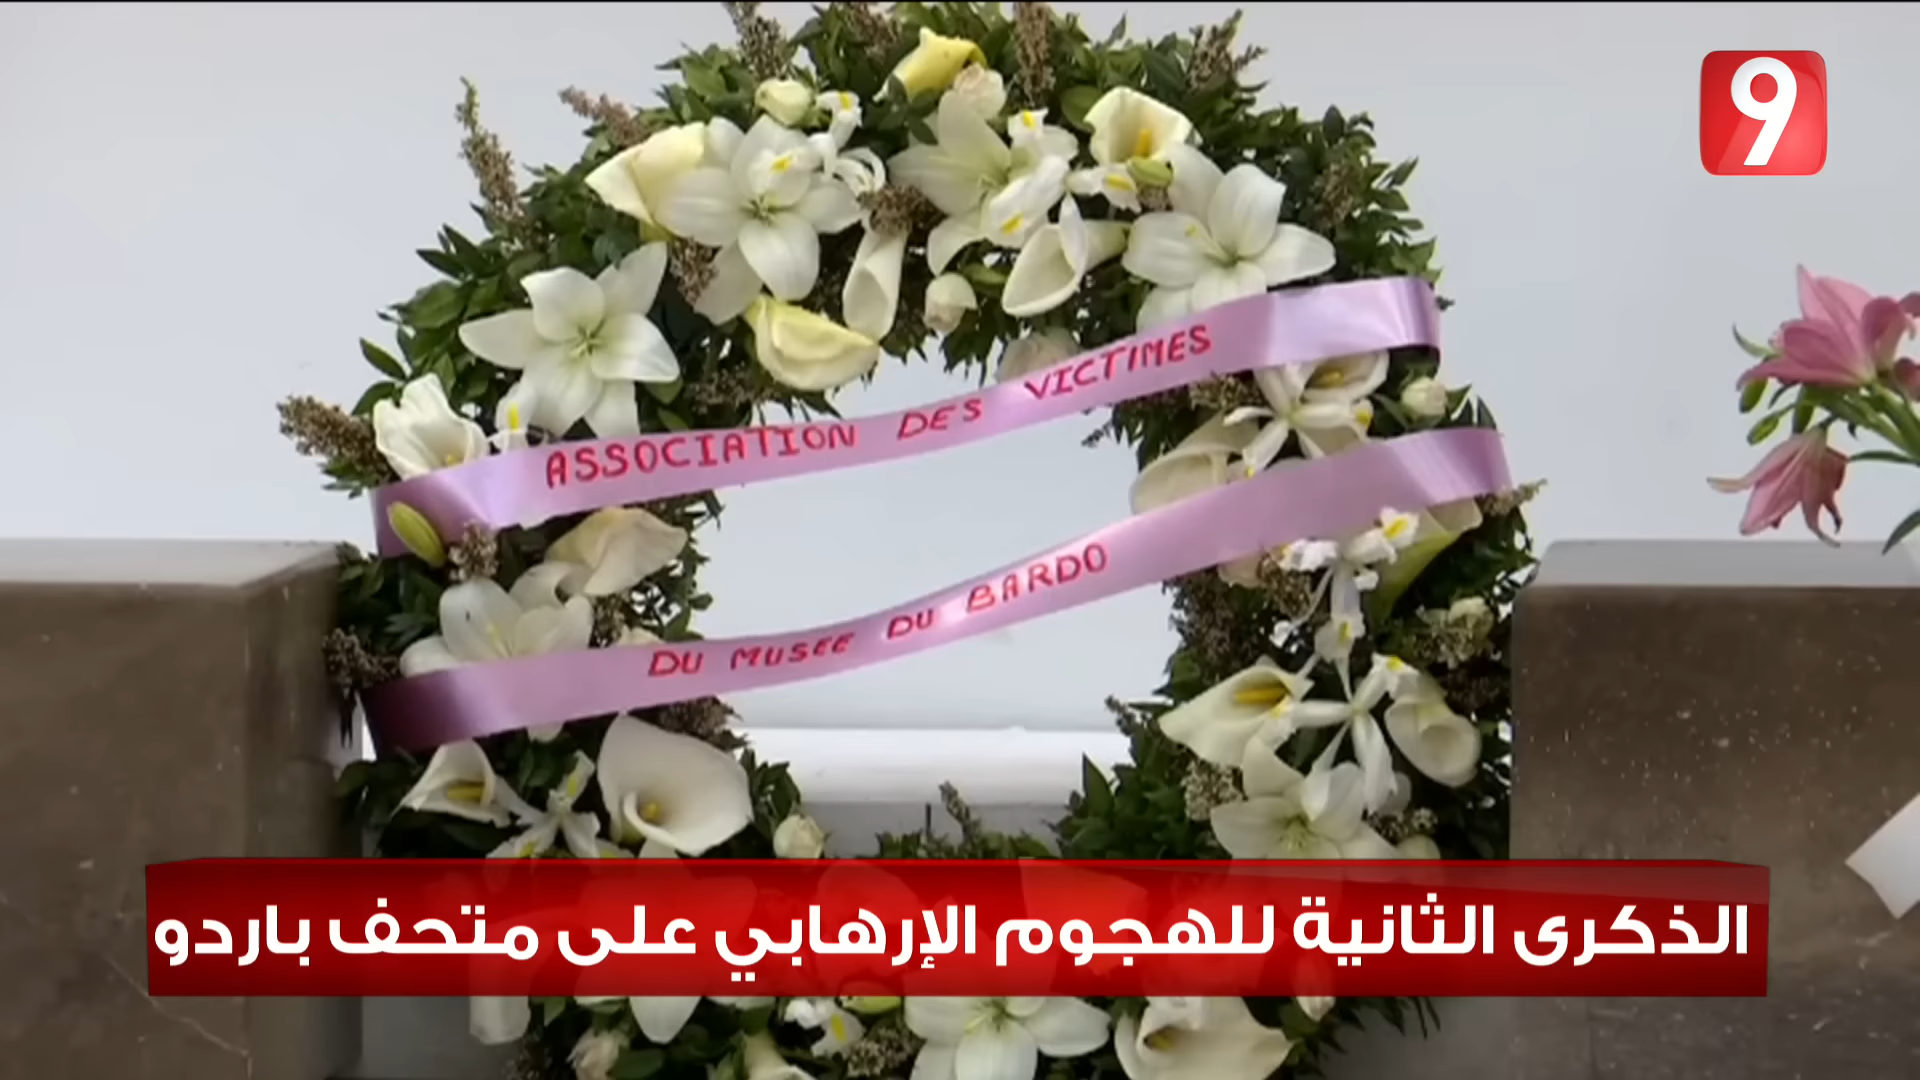 9
ASSOCIATION DES VICTIMES
DU MUSEE DU BARDO
الذكرى الثانية للهجوم الإرهابي على متحف باردو